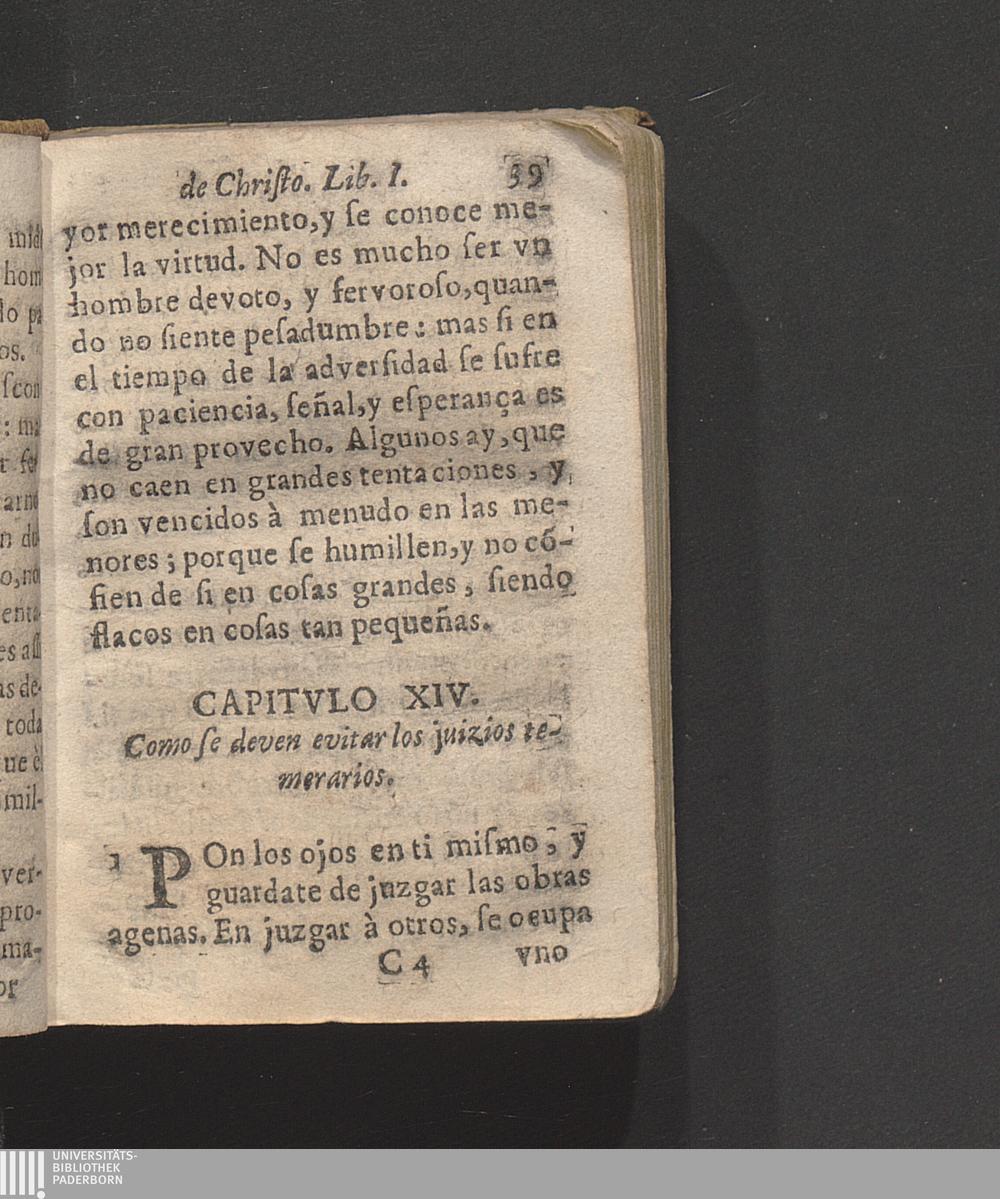 de Chriſto. Lib. I. 39
yor merecimiento,y ſe conoce me-
jor la virtud. No es mucho ſer vn
hombre devoto, y fervoroſo,quan-
do no ſiente peſadumbre: mas ſi en
el tiempo de la adverſidad ſe ſufre
con paciencia, ſeñal,y eſperança es
de gran provecho. Algunos ay, que
no caen en grandes tentaciones, y
ſon vencidos à menudo en las me-
nores; porque ſe humillen,y no cõ-
fien de ſi en coſas grandes, ſiendo
flacos en coſas tan pequeñas.
CAPITVLO XIV.
Como ſe deven evitar los juizios te-
merarios.
1 POn los ojos en ti miſmo, y
guardate de juzgar las obras
agenas. En juzgar à otros, ſe ocupa
C 4 vno
UNIVERSITÄTS-
BIBLIOTHEK
PADERBORN